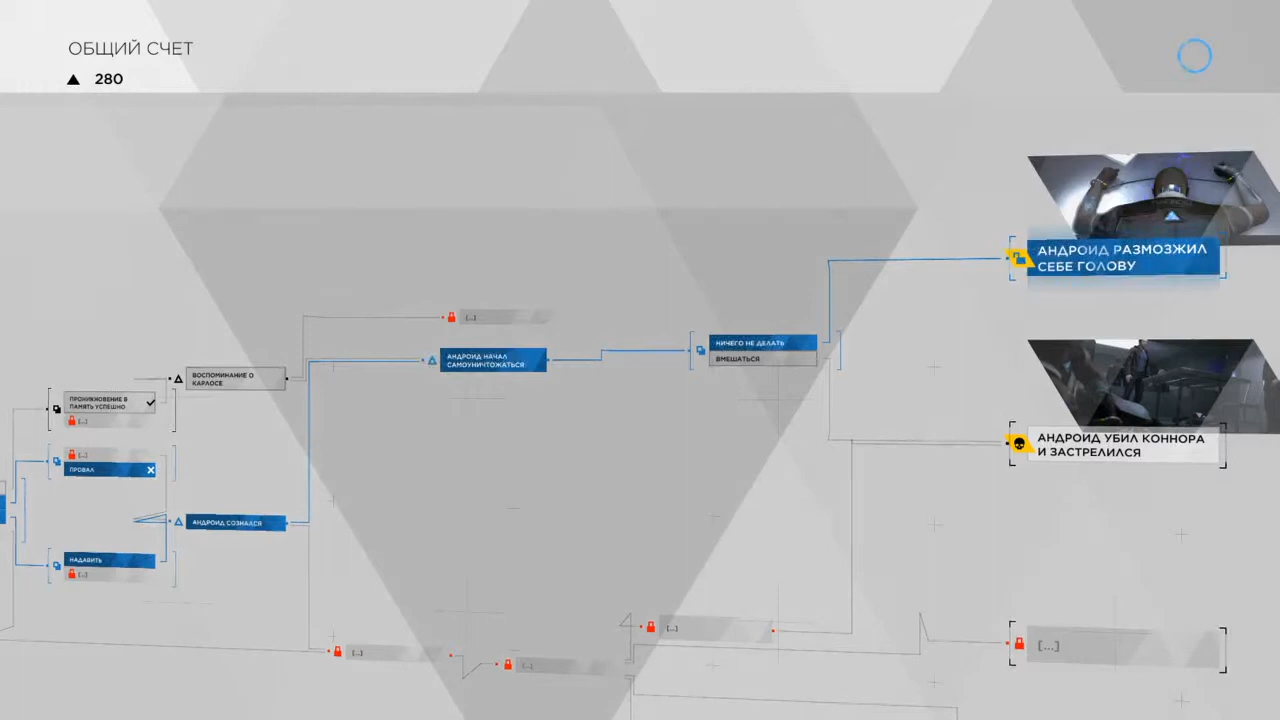 ОБЩИЙ СЧЕТ
280
АНДРОИД РАЗМОЗЖИЛ
СЕБЕ ГОЛОВУ
[...]
АНДРОИД НАЧАЛ
САМОУНИЧТОЖАТЬСЯ
НИЧЕГО НЕ ДЕЛАТЬ
ВМЕШАТЬСЯ
ВОСПОМИНАНИЕ О
КАРЛОСЕ
ПРОНИКНОВЕНИЕ В
ПАМЯТЬ УСПЕШНО
[...]
АНДРОИД УБИЛ КОННОРА
И ЗАСТРЕЛИЛСЯ
[...]
ПРОВАЛ
АНДРОИД СОЗНАЛСЯ
НАДАВИТЬ
[...]
[...]
[...]
[...]
[...]